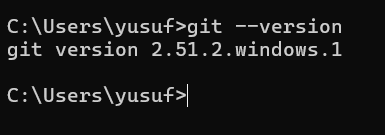 C:\Users\yusuf>git --version
git version 2.51.2.windows.1
C:\Users\yusuf>